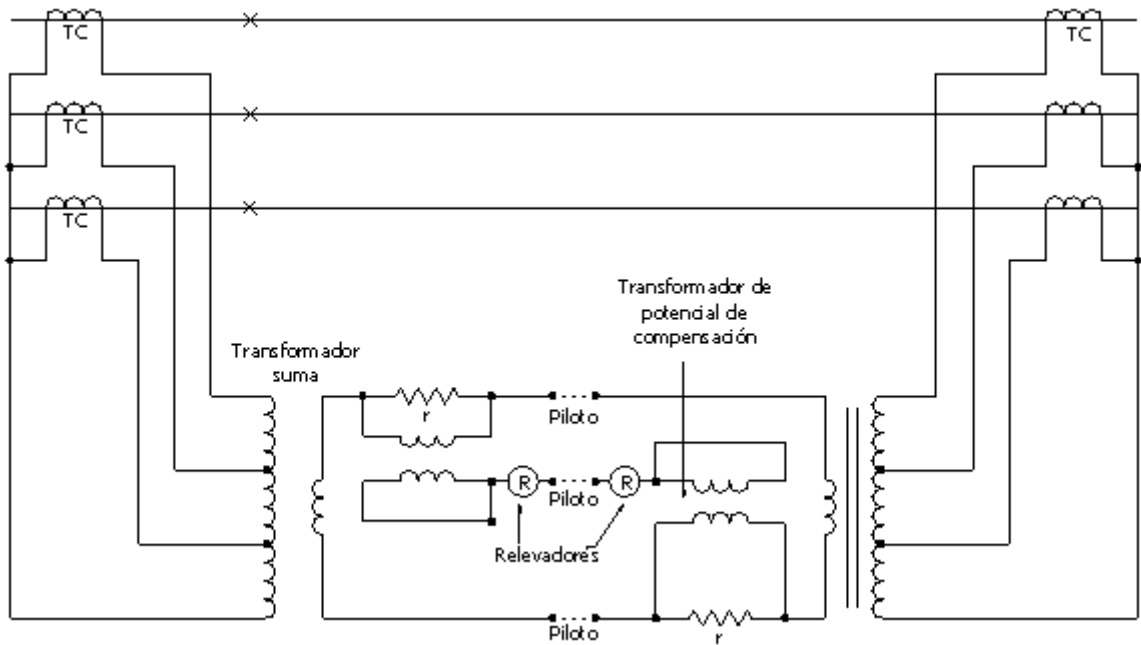 TC
TC
TC
TC
Transformador de
potencial de
compensación
Transformador
suma
r
Piloto
R
R
Piloto
Relevadores
Piloto
r